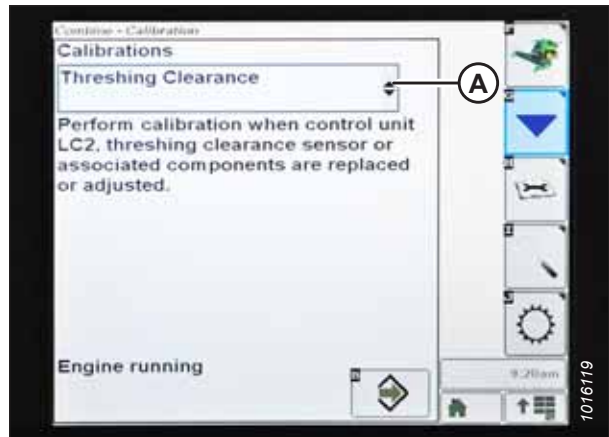 Combine - Calibration
Calibrations
Threshing Clearance
A
Perform calibration when control unit
LC2, threshing clearance sensor or
associated components are replaced
or adjusted.
Engine running
9:20am
1016119